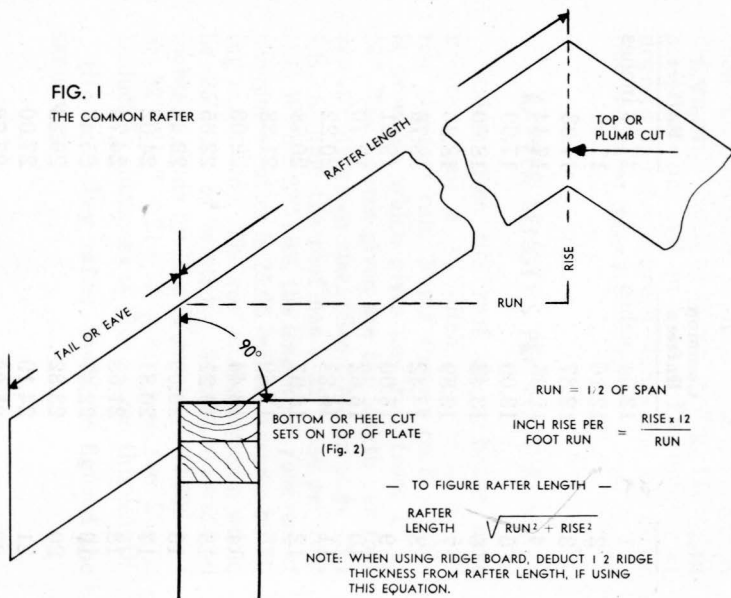 FIG. 1
THE COMMON RAFTER
RAFTER LENGTH
TOP OR
PLUMB CUT
RISE
RUN
TAIL OR EAVE
90°
BOTTOM OR HEEL CUT
SETS ON TOP OF PLATE
(Fig. 2)
RUN = 1/2 OF SPAN
INCH RISE PER
FOOT RUN = RISE x 12
RUN
— TO FIGURE RAFTER LENGTH —
RAFTER
LENGTH √RUN² + RISE²
NOTE: WHEN USING RIDGE BOARD, DEDUCT 1 2 RIDGE
THICKNESS FROM RAFTER LENGTH, IF USING
THIS EQUATION.